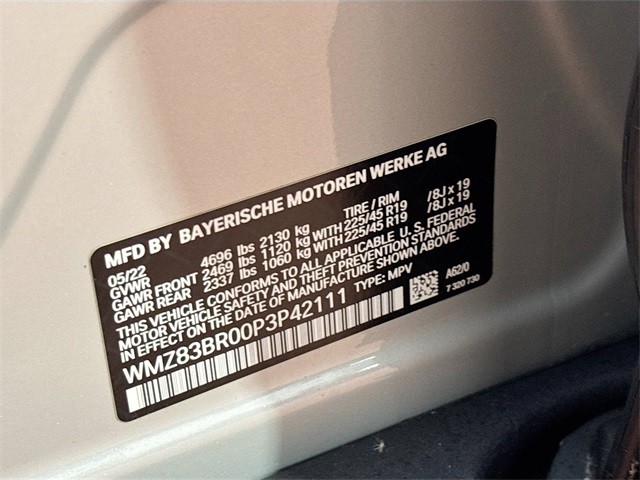 MFD BY BAYERISCHE MOTOREN WERKE AG
05/22 TIRE / RIM
GVWR 4696 lbs 2130 kg
GAWR FRONT 2469 lbs 1120 kg WITH 225/45 R19 /8J x 19
GAWR REAR 2337 lbs 1060 kg WITH 225/45 R19 /8J x 19
THIS VEHICLE CONFORMS TO ALL APPLICABLE U. S. FEDERAL
MOTOR VEHICLE SAFETY AND THEFT PREVENTION STANDARDS
IN EFFECT ON THE DATE OF MANUFACTURE SHOWN ABOVE.
WMZ83BR00P3P42111 TYPE: MPV
A62/0
7 320 730